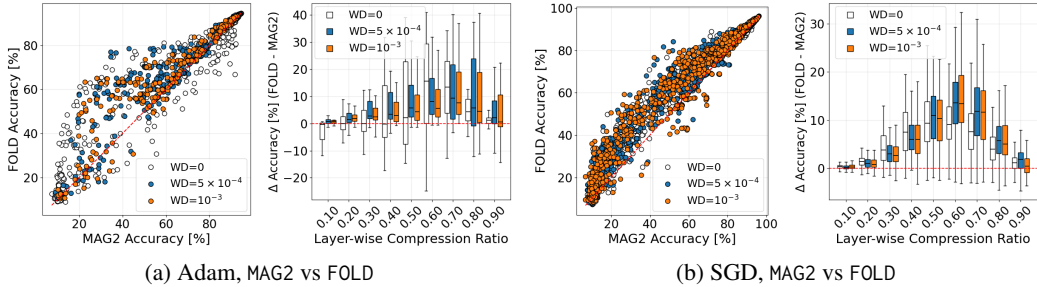 FOLD Accuracy [%]
80
60
40
20
20
40
60
80
MAG2 Accuracy [%]
WD=0
WD=5 × 10⁻⁴
WD=10⁻³
Δ Accuracy [%] (FOLD - MAG2)
40
30
20
10
0
−10
−20
0.10
0.20
0.30
0.40
0.50
0.60
0.70
0.80
0.90
Layer-wise Compression Ratio
WD=0
WD=5 × 10⁻⁴
WD=10⁻³
(a) Adam, MAG2 vs FOLD
FOLD Accuracy [%]
100
80
60
40
20
20
40
60
80
100
MAG2 Accuracy [%]
WD=0
WD=5 × 10⁻⁴
WD=10⁻³
Δ Accuracy [%] (FOLD - MAG2)
30
20
10
0
0.10
0.20
0.30
0.40
0.50
0.60
0.70
0.80
0.90
Layer-wise Compression Ratio
WD=0
WD=5 × 10⁻⁴
WD=10⁻³
(b) SGD, MAG2 vs FOLD